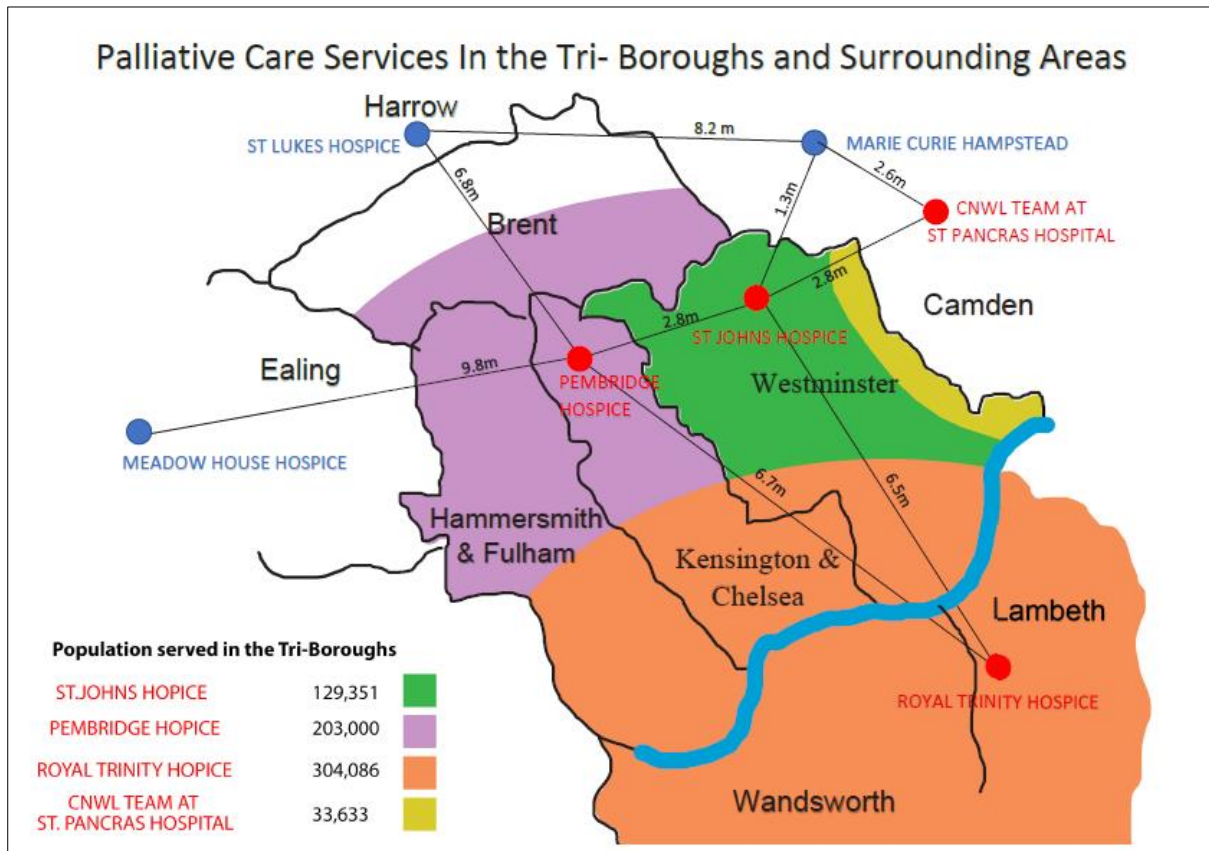 Palliative Care Services In the Tri- Boroughs and Surrounding Areas
Harrow
ST LUKES HOSPICE
8.2 m
MARIE CURIE HAMPSTEAD
6.8m
2.6m
1.3m
CNWL TEAM AT
ST PANCRAS HOSPITAL
Brent
2.8m
Camden
2.8m
ST JOHNS HOSPICE
Ealing
9.8m
PEMBRIDGE
HOSPICE
Westminster
MEADOW HOUSE HOSPICE
6.7m
6.5m
Hammersmith
& Fulham
Kensington &
Chelsea
Lambeth
ROYAL TRINITY HOSPICE
Wandsworth
Population served in the Tri-Boroughs
ST.JOHNS HOPICE 129,351
PEMBRIDGE HOPICE 203,000
ROYAL TRINITY HOPICE 304,086
CNWL TEAM AT
ST. PANCRAS HOSPITAL 33,633